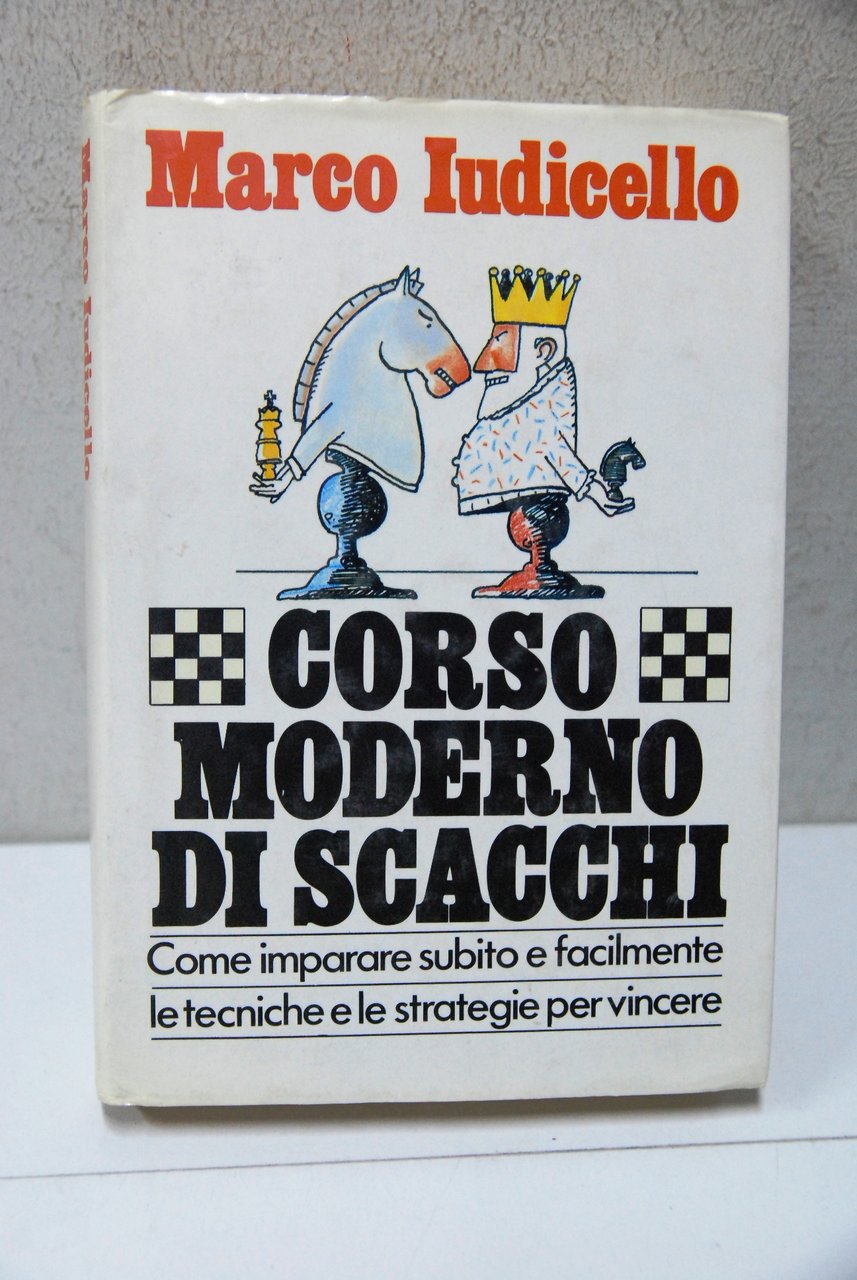 Marco Iudicello
Marco Iudicello
CORSO
MODERNO
DI SCACCHI
Come imparare subito e facilmente
le tecniche e le strategie per vincere